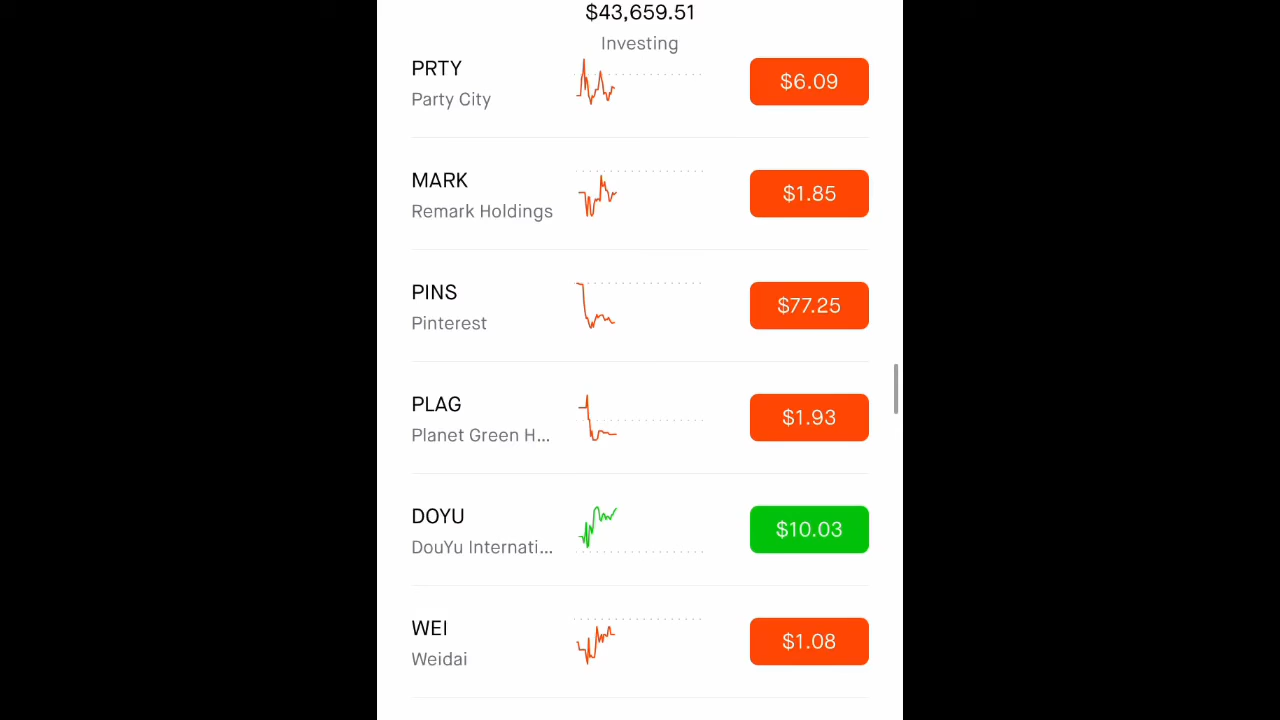 $43,659.51
Investing
PRTY
Party City
$6.09
MARK
Remark Holdings
$1.85
PINS
Pinterest
$77.25
PLAG
Planet Green H...
$1.93
DOYU
DouYu Internati...
$10.03
WEI
Weidai
$1.08